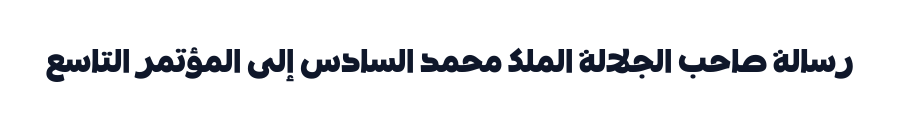 رسالة صاحب الجلالة الملك محمد السادس إلى المؤتمر التاسع